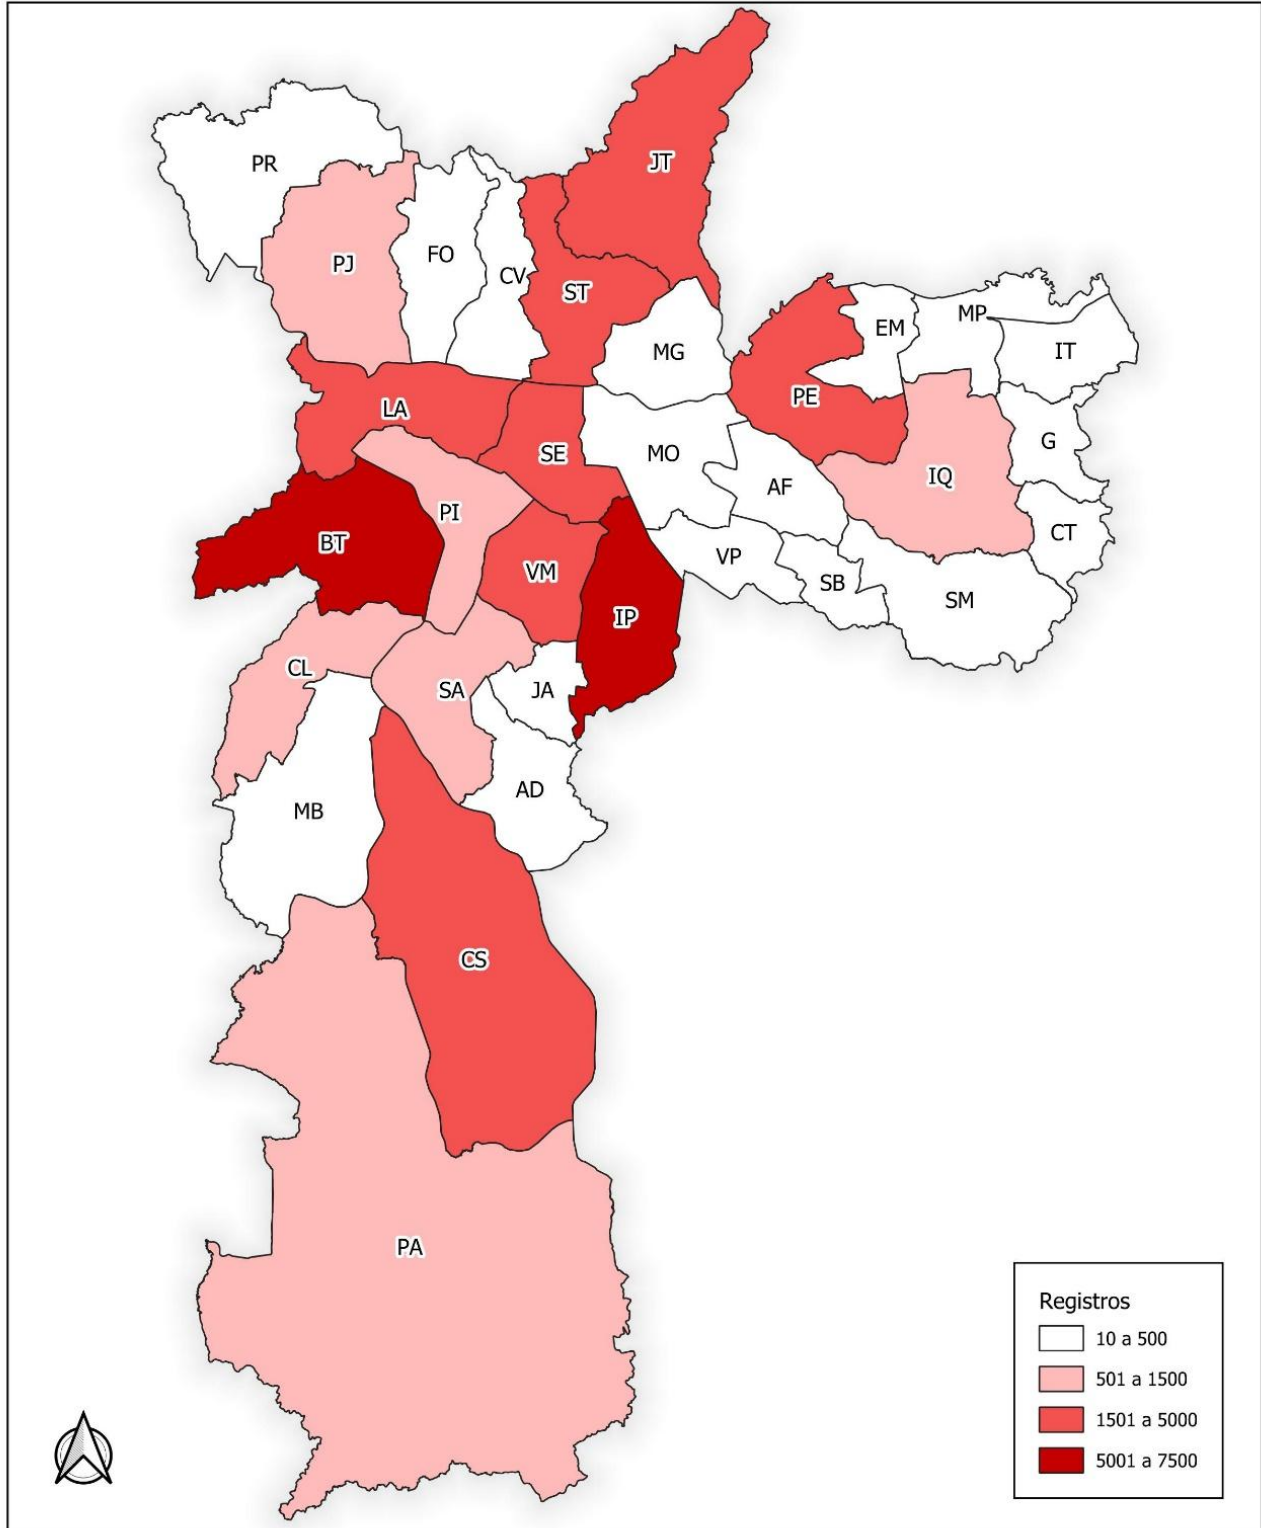 JT
PR
FO
PJ
CV
ST
MP
EM
IT
MG
PE
LA
G
SE
MO
IQ
AF
PI
CT
BT
VP
VM
SB
SM
IP
CL
SA
JA
AD
MB
CS
PA
Registros
10 a 500
501 a 1500
1501 a 5000
5001 a 7500